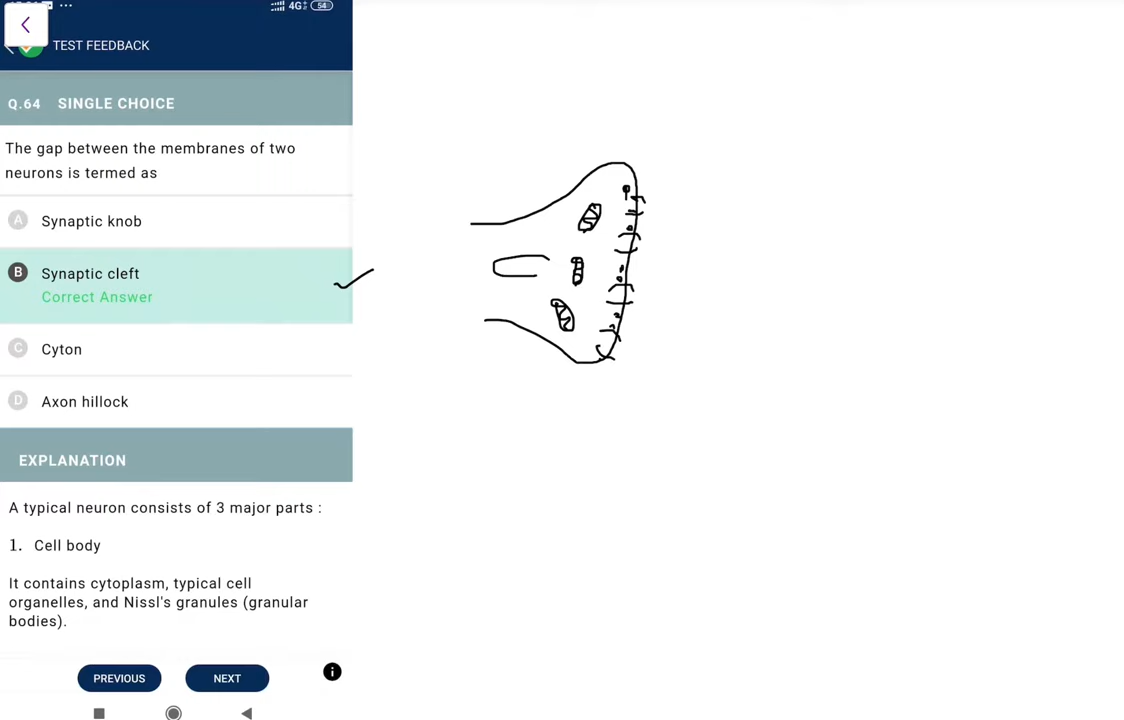 4G 54
TEST FEEDBACK
Q.64 SINGLE CHOICE
The gap between the membranes of two
neurons is termed as
A Synaptic knob
B Synaptic cleft
Correct Answer
C Cyton
D Axon hillock
EXPLANATION
A typical neuron consists of 3 major parts :
1. Cell body
It contains cytoplasm, typical cell
organelles, and Nissl's granules (granular
bodies).
PREVIOUS NEXT